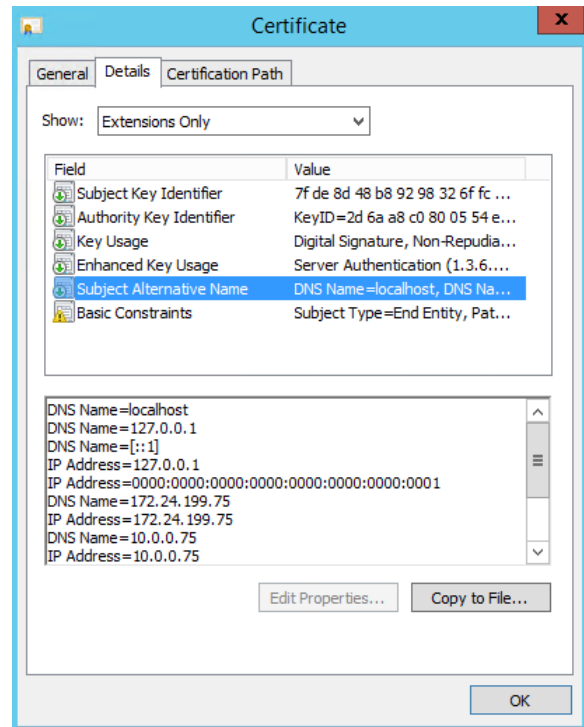 Certificate
x
General Details Certification Path
Show: Extensions Only
Field Value
Subject Key Identifier 7f de 8d 48 b8 92 98 32 6f fc ...
Authority Key Identifier KeyID=2d 6a a8 c0 80 05 54 e...
Key Usage Digital Signature, Non-Repudia...
Enhanced Key Usage Server Authentication (1.3.6....
Subject Alternative Name DNS Name=localhost, DNS Na...
Basic Constraints Subject Type=End Entity, Pat...
DNS Name=localhost
DNS Name=127.0.0.1
DNS Name=[::1]
IP Address=127.0.0.1
IP Address=0000:0000:0000:0000:0000:0000:0000:0001
DNS Name=172.24.199.75
IP Address=172.24.199.75
DNS Name=10.0.0.75
IP Address=10.0.0.75
Edit Properties... Copy to File...
OK